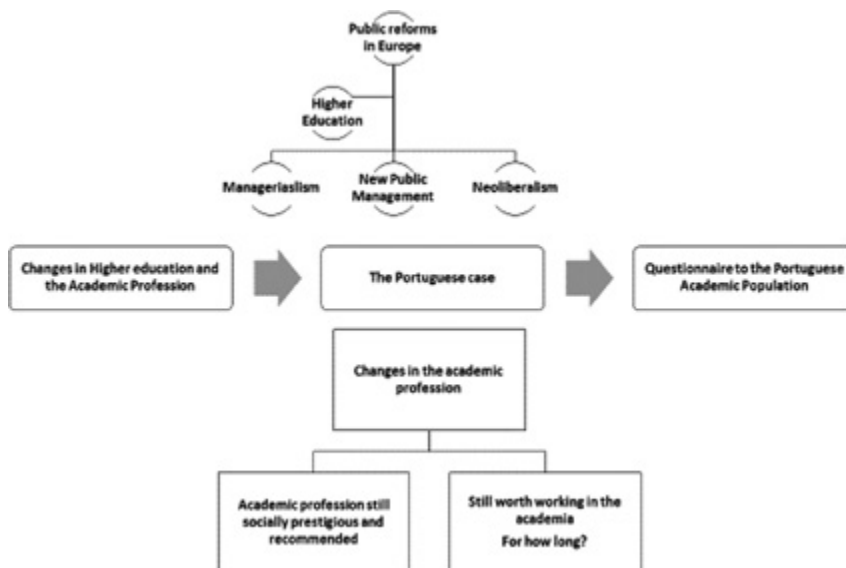 Public reforms
in Europe
Higher
Education
Manageriaslism
New Public
Management
Neoliberalism
Changes in Higher education and
the Academic Profession
The Portuguese case
Questionnaire to the Portuguese
Academic Population
Changes in the academic
profession
Academic profession still
socially prestigious and
recommended
Still worth working in the
academia
For how long?